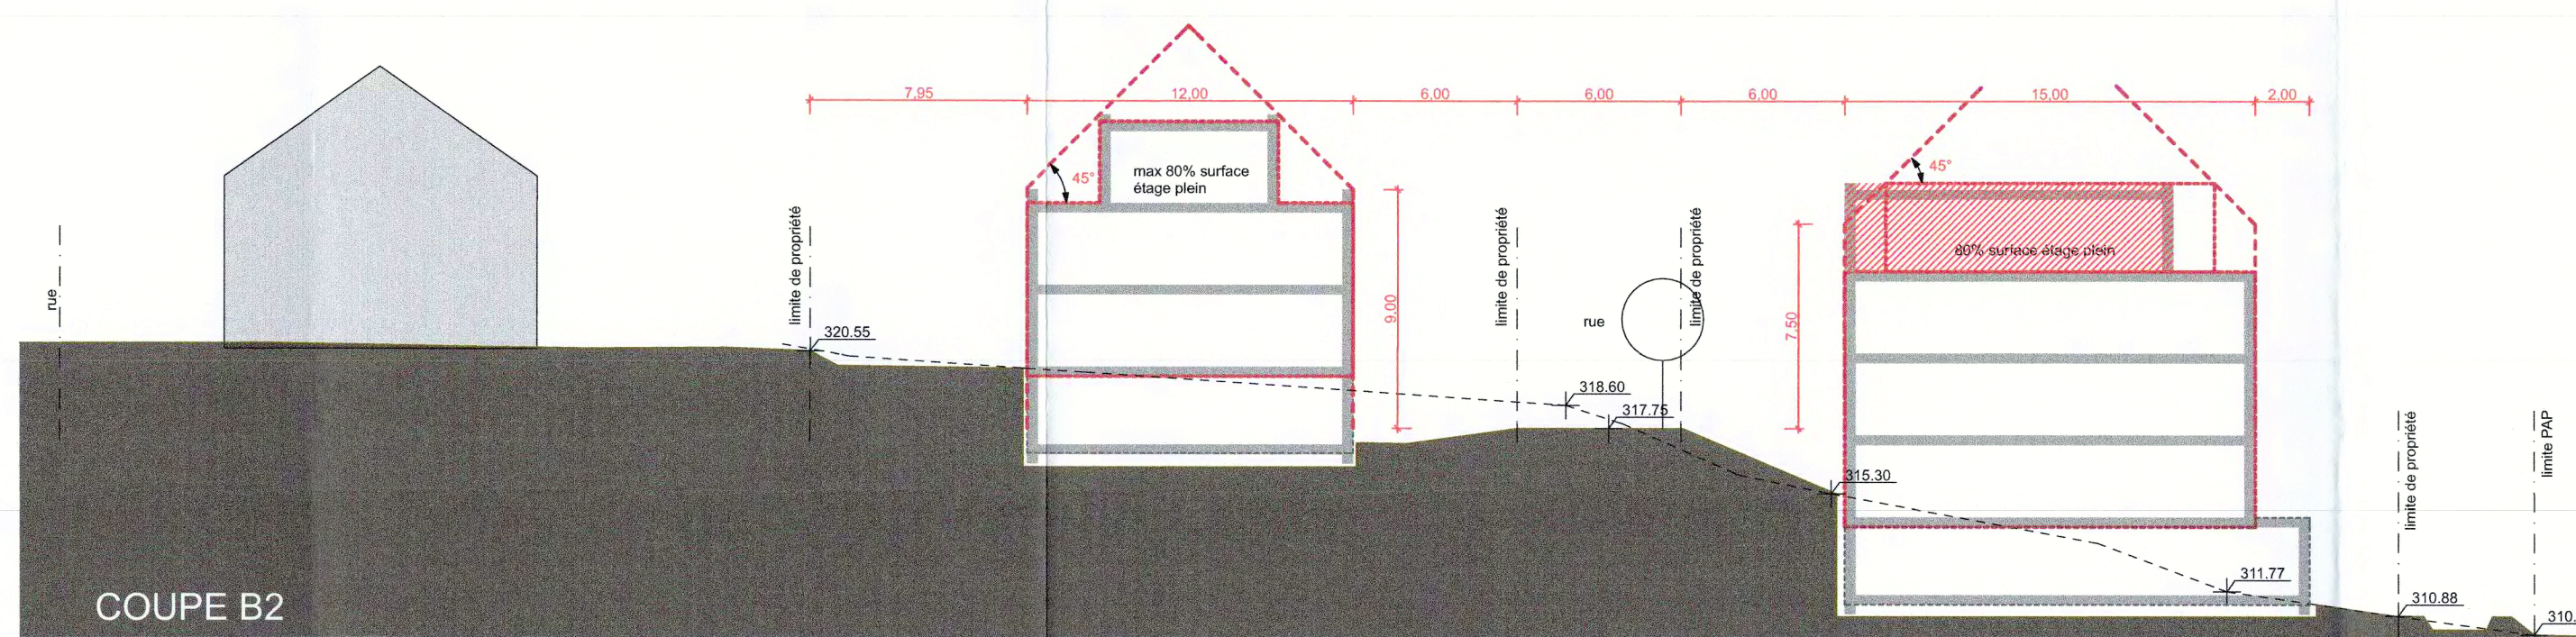 7,95
12,00
6,00
6,00
6,00
15,00
2,00
45°
max 80% surface
étage plein
45°
80% surface étage plein
rue
limite de propriété
320.55
9.00
limite de propriété
rue
limite de propriété
318.60
317.75
7.50
315.30
311.77
limite de propriété
310.88
limite PAP
310
COUPE B2